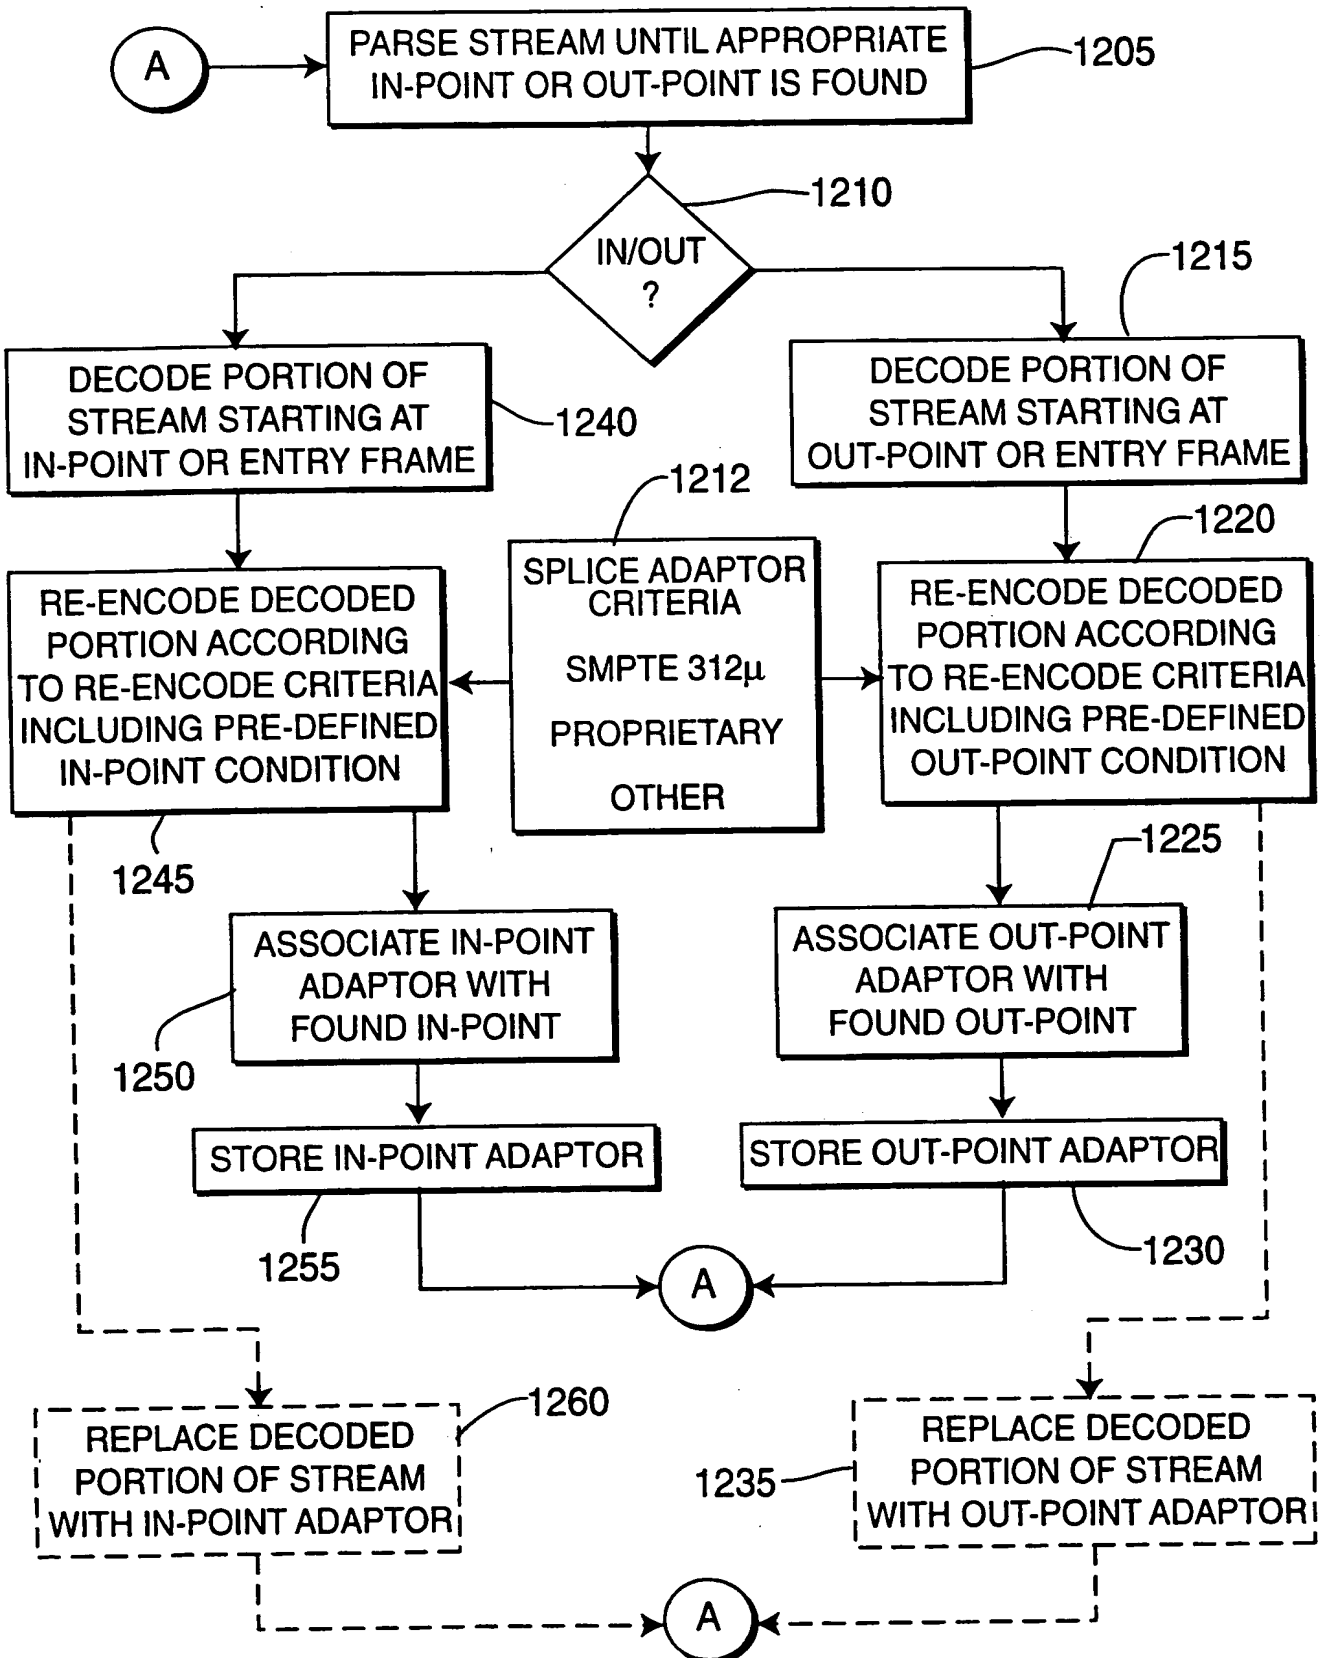 A
PARSE STREAM UNTIL APPROPRIATE
IN-POINT OR OUT-POINT IS FOUND
1205
1210
IN/OUT
?
1215
DECODE PORTION OF
STREAM STARTING AT
IN-POINT OR ENTRY FRAME
1240
DECODE PORTION OF
STREAM STARTING AT
OUT-POINT OR ENTRY FRAME
1212
SPLICE ADAPTOR
CRITERIA
SMPTE 312µ
PROPRIETARY
OTHER
1220
RE-ENCODE DECODED
PORTION ACCORDING
TO RE-ENCODE CRITERIA
INCLUDING PRE-DEFINED
IN-POINT CONDITION
1245
RE-ENCODE DECODED
PORTION ACCORDING
TO RE-ENCODE CRITERIA
INCLUDING PRE-DEFINED
OUT-POINT CONDITION
1225
ASSOCIATE IN-POINT
ADAPTOR WITH
FOUND IN-POINT
1250
ASSOCIATE OUT-POINT
ADAPTOR WITH
FOUND OUT-POINT
STORE IN-POINT ADAPTOR
1255
STORE OUT-POINT ADAPTOR
1230
A
1260
REPLACE DECODED
PORTION OF STREAM
WITH IN-POINT ADAPTOR
1235
REPLACE DECODED
PORTION OF STREAM
WITH OUT-POINT ADAPTOR
A